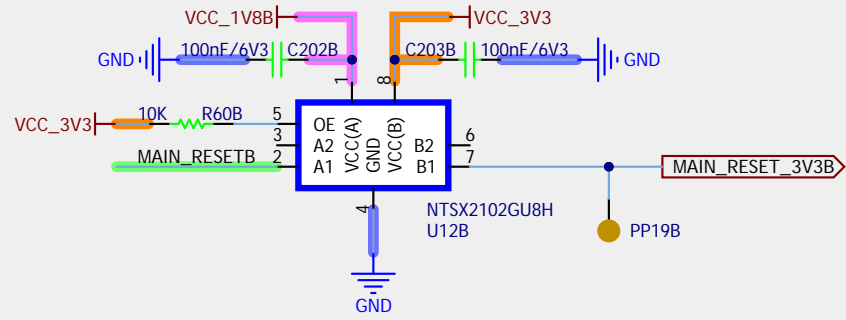 VCC_1V8B
VCC_3V3
GND
100nF/6V3
C202B
C203B
100nF/6V3
GND
1
8
VCC_3V3
10K
R60B
5
OE
3
A2
MAIN_RESETB
2
A1
VCC(A)
GND
VCC(B)
B2
6
B1
7
MAIN_RESET_3V3B
4
NTSX2102GU8H
U12B
PP19B
GND